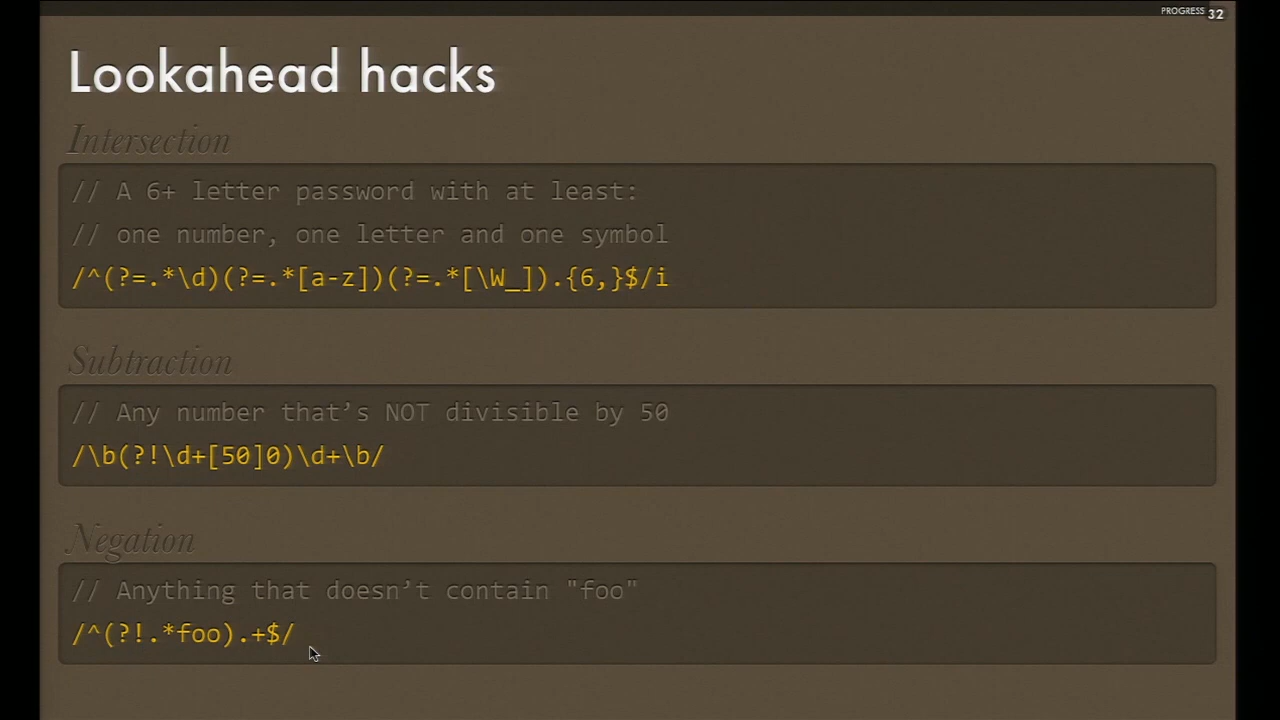 PROGRESS 32
Lookahead hacks
Intersection
// A 6+ letter password with at least:
// one number, one letter and one symbol
/^(?=.*\d)(?=.*[a-z])(?=.*[\W_]).{6,}$/i
Subtraction
// Any number that’s NOT divisible by 50
/\b(?!\d+[50]0)\d+\b/
Negation
// Anything that doesn’t contain "foo"
/^(?!.*foo).+$/